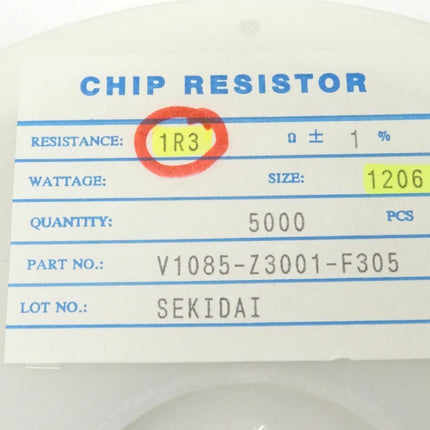 CHIP RESISTOR
RESISTANCE: 1R3 Ω ± 1 %
WATTAGE: SIZE: 1206
QUANTITY: 5000 PCS
PART NO.: V1085-Z3001-F305
LOT NO.: SEKIDAI